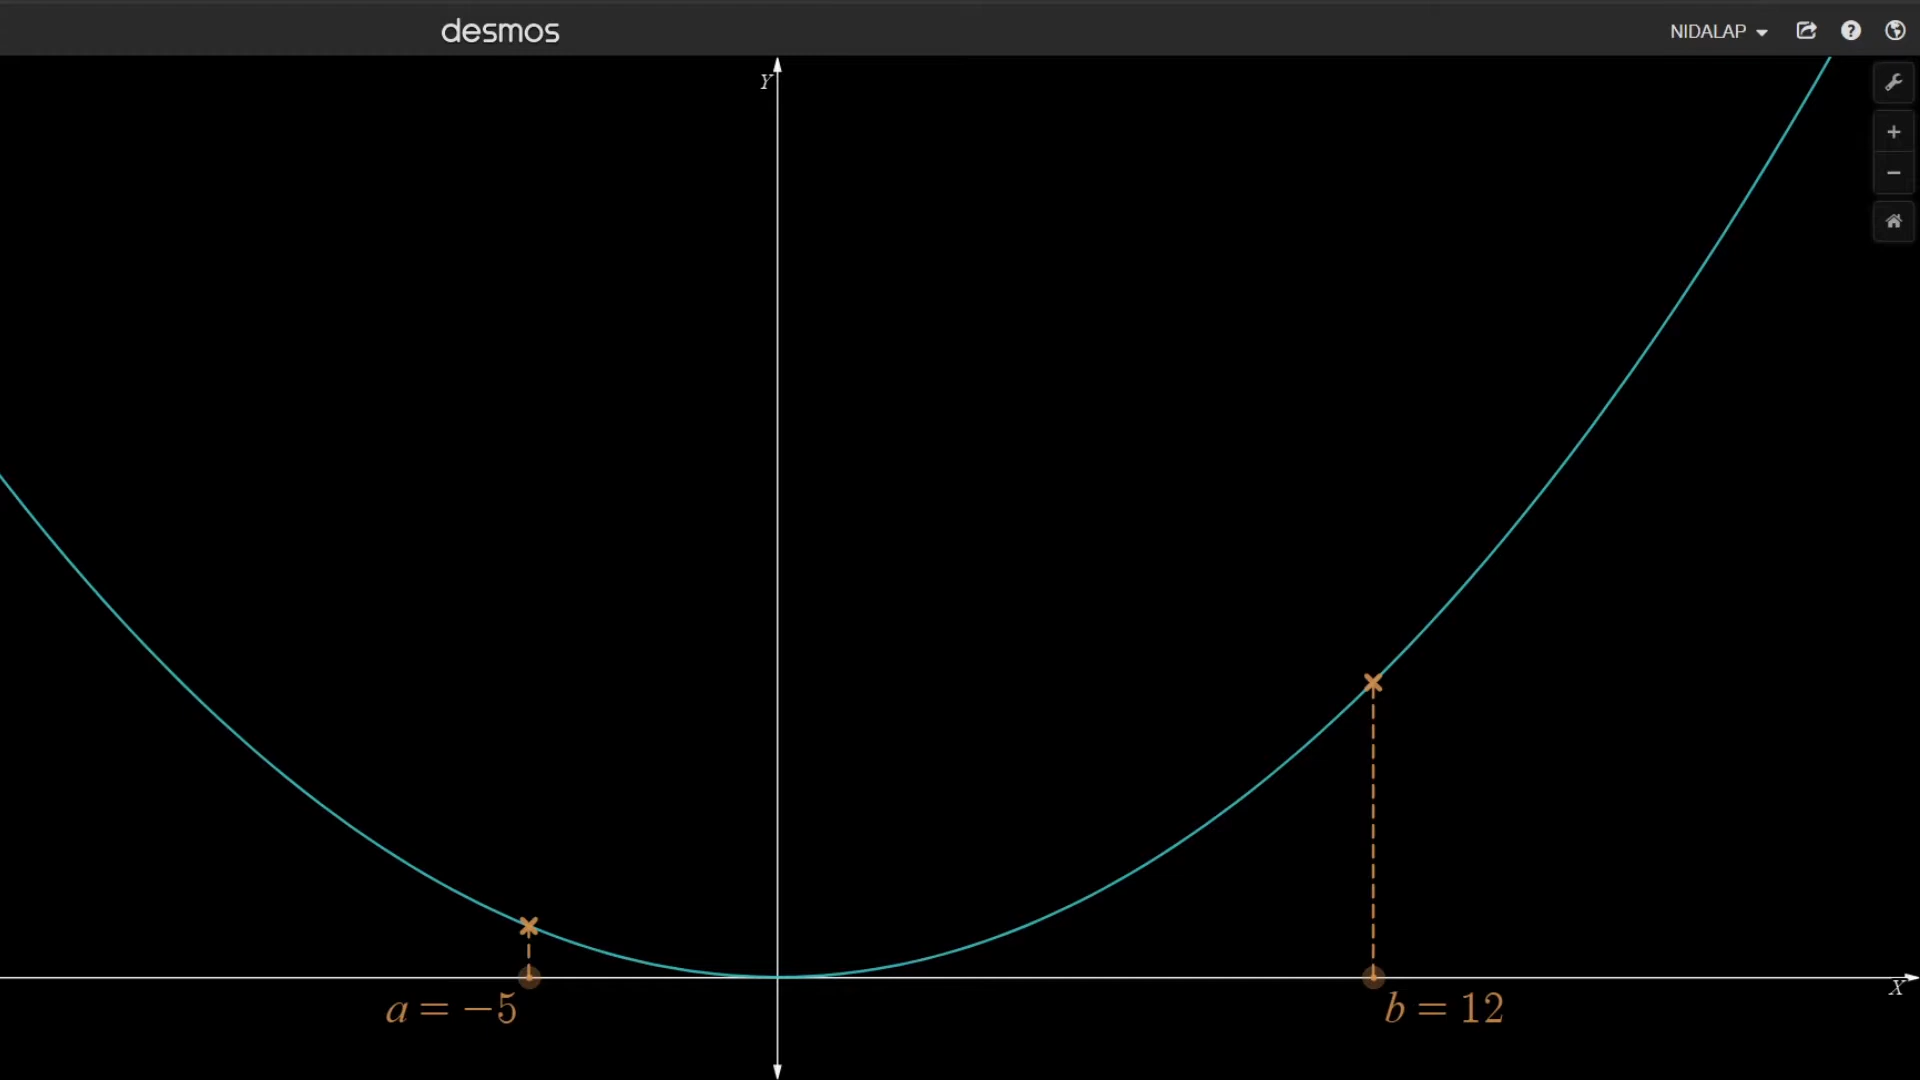 desmos
NIDALAP
Y
X
a = −5
b = 12